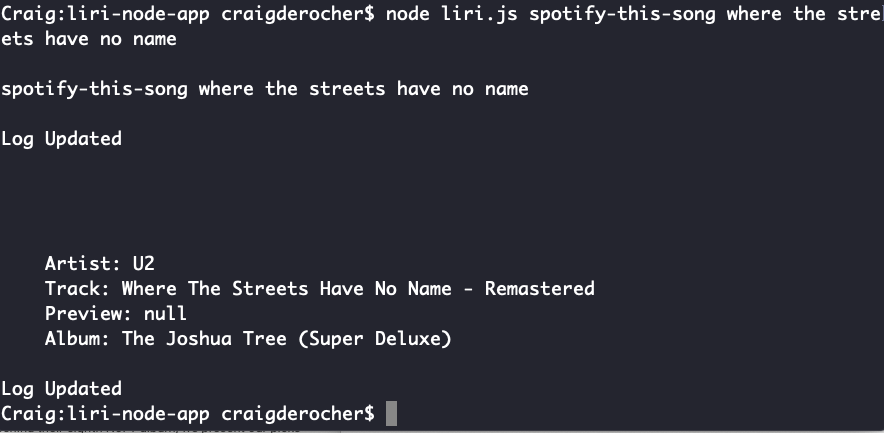 Craig:liri-node-app craigderocher$ node liri.js spotify-this-song where the stre
ets have no name
spotify-this-song where the streets have no name
Log Updated
Artist: U2
Track: Where The Streets Have No Name - Remastered
Preview: null
Album: The Joshua Tree (Super Deluxe)
Log Updated
Craig:liri-node-app craigderocher$